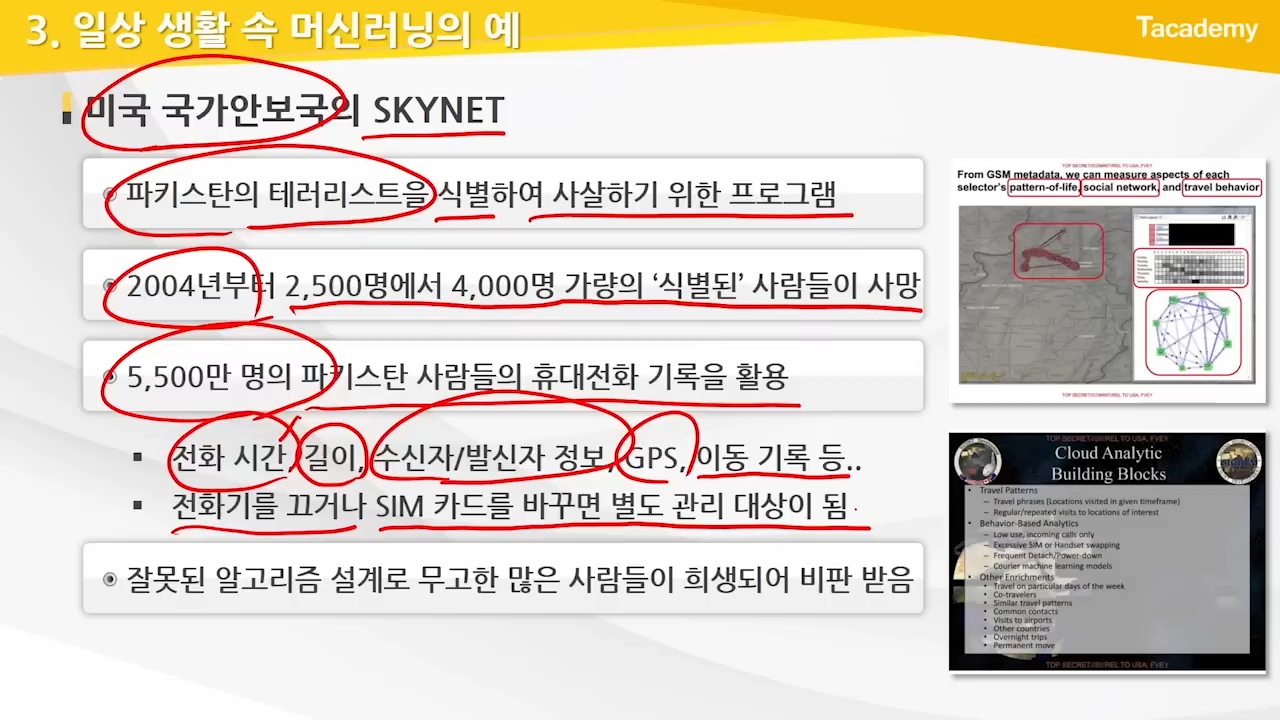 3. 일상 생활 속 머신러닝의 예
Tacademy
미국 국가안보국의 SKYNET
파키스탄의 테러리스트을 식별하여 사살하기 위한 프로그램
2004년부터 2,500명에서 4,000명 가량의 ‘식별된’ 사람들이 사망
5,500만 명의 파키스탄 사람들의 휴대전화 기록을 활용
전화 시간, 길이, 수신자/발신자 정보, GPS, 이동 기록 등..
전화기를 끄거나 SIM 카드를 바꾸면 별도 관리 대상이 됨
잘못된 알고리즘 설계로 무고한 많은 사람들이 희생되어 비판 받음
From GSM metadata, we can measure aspects of each
selector's pattern-of-life, social network, and travel behavior
Cloud Analytic
Building Blocks
• Travel Patterns
– Travel phrases (Locations visited in given timeframe)
– Regular/repeated visits to locations of interest
• Behavior-Based Analytics
– Low use, incoming calls only
– Excessive SIM or Handset swapping
– Frequent Detach/Power-down
– Courier machine learning models
• Other Enrichments
• Travel on particular days of the week
• Co-travelers
• Similar travel patterns
• Common contacts
• Visits to airports
• Other countries
• Overnight trips
• Permanent move